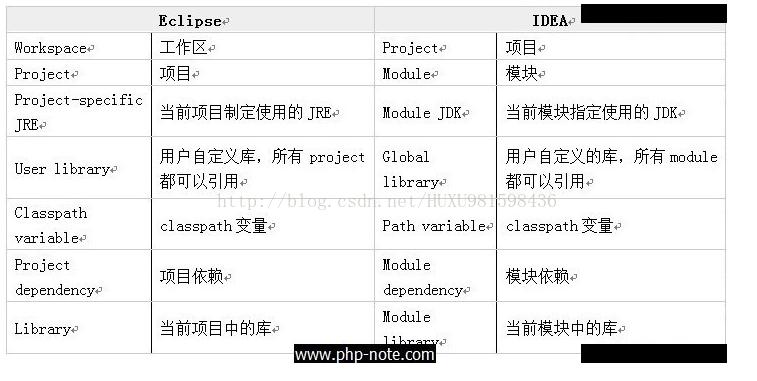 Eclipse IDEA
Workspace 工作区 Project 项目
Project 项目 Module 模块
Project-specific
JRE 当前项目制定使用的 JRE Module JDK 当前模块指定使用的 JDK
User library 用户自定义库，所有 project
都可以引用 Global
library 用户自定义的库，所有 module
都可以引用
http://blog.csdn.net/HUXU981598436
Classpath
variable classpath 变量 Path variable classpath 变量
Project
dependency 项目依赖 Module
dependency 模块依赖
Library 当前项目中的库 Module
library 当前模块中的库
www.php-note.com